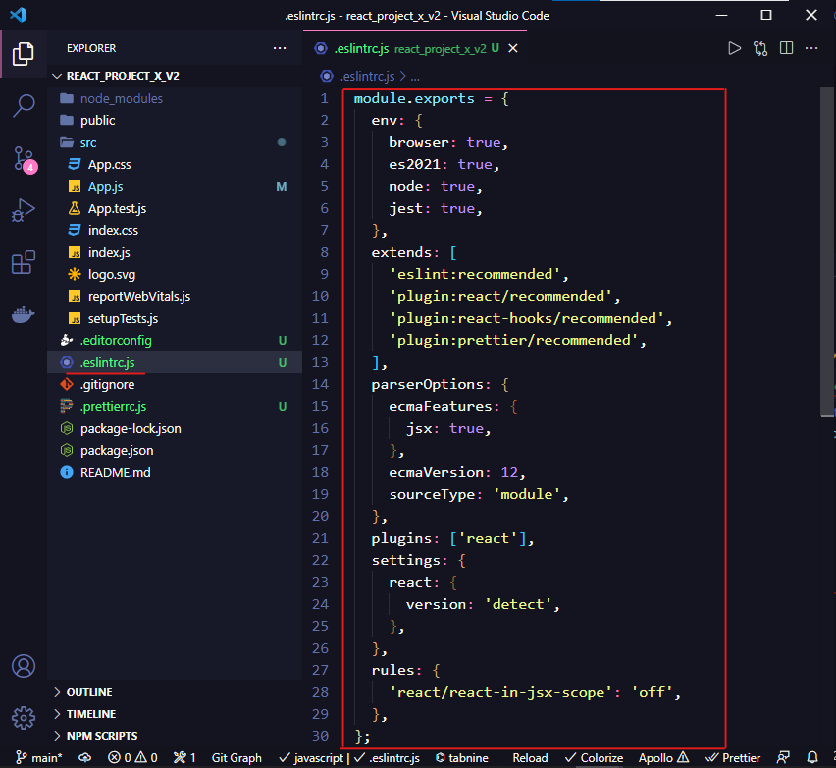 .eslintrc.js - react_project_x_v2 - Visual Studio Code
EXPLORER
REACT_PROJECT_X_V2
node_modules
public
src
App.css
App.js M
App.test.js
index.css
index.js
logo.svg
reportWebVitals.js
setupTests.js
.editorconfig U
.eslintrc.js U
.gitignore
.prettierrc.js U
package-lock.json
package.json
README.md
OUTLINE
TIMELINE
NPM SCRIPTS
4
.eslintrc.js react_project_x_v2 U
.eslintrc.js > ...
1 module.exports = {
2 env: {
3 browser: true,
4 es2021: true,
5 node: true,
6 jest: true,
7 },
8 extends: [
9 'eslint:recommended',
10 'plugin:react/recommended',
11 'plugin:react-hooks/recommended',
12 'plugin:prettier/recommended',
13 ],
14 parserOptions: {
15 ecmaFeatures: {
16 jsx: true,
17 },
18 ecmaVersion: 12,
19 sourceType: 'module',
20 },
21 plugins: ['react'],
22 settings: {
23 react: {
24 version: 'detect',
25 },
26 },
27 rules: {
28 'react/react-in-jsx-scope': 'off',
29 },
30 };
main* 0 0 1 Git Graph javascript | .eslintrc.js tabnine Reload Colorize Apollo Prettier